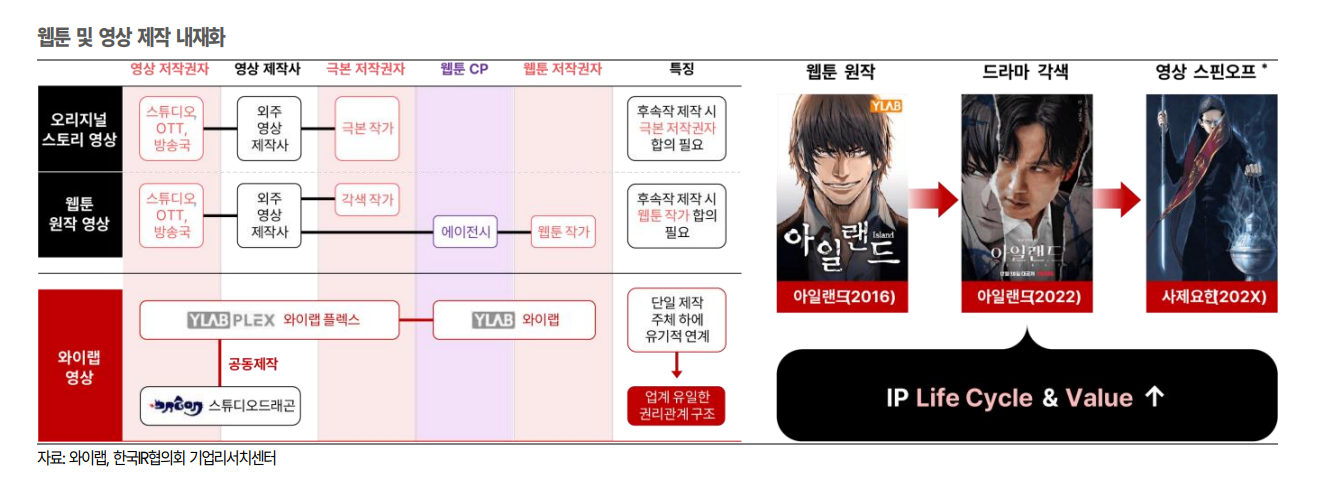 웹툰 및 영상 제작 내재화
영상 저작권자 영상 제작사 극본 저작권자 웹툰 CP 웹툰 저작권자 특징
오리지널
스토리 영상
스튜디오,
OTT,
방송국
외주
영상
제작사
극본 작가
후속작 제작 시
극본 저작권자
합의 필요
웹툰
원작 영상
스튜디오,
OTT,
방송국
외주
영상
제작사
각색 작가
에이전시
웹툰 작가
후속작 제작 시
웹툰 작가 합의
필요
와이랩
영상
YLAB PLEX 와이랩 플렉스
YLAB 와이랩
공동제작
DRAGON 스튜디오드래곤
단일 제작
주체 하에
유기적 연계
업계 유일한
권리관계 구조
웹툰 원작 드라마 각색 영상 스핀오프 *
YLAB
Island
아일랜드
아일랜드
아일랜드(2016) 아일랜드(2022) 사제요한(202X)
IP Life Cycle & Value ↑
자료: 와이랩, 한국IR협의회 기업리서치센터